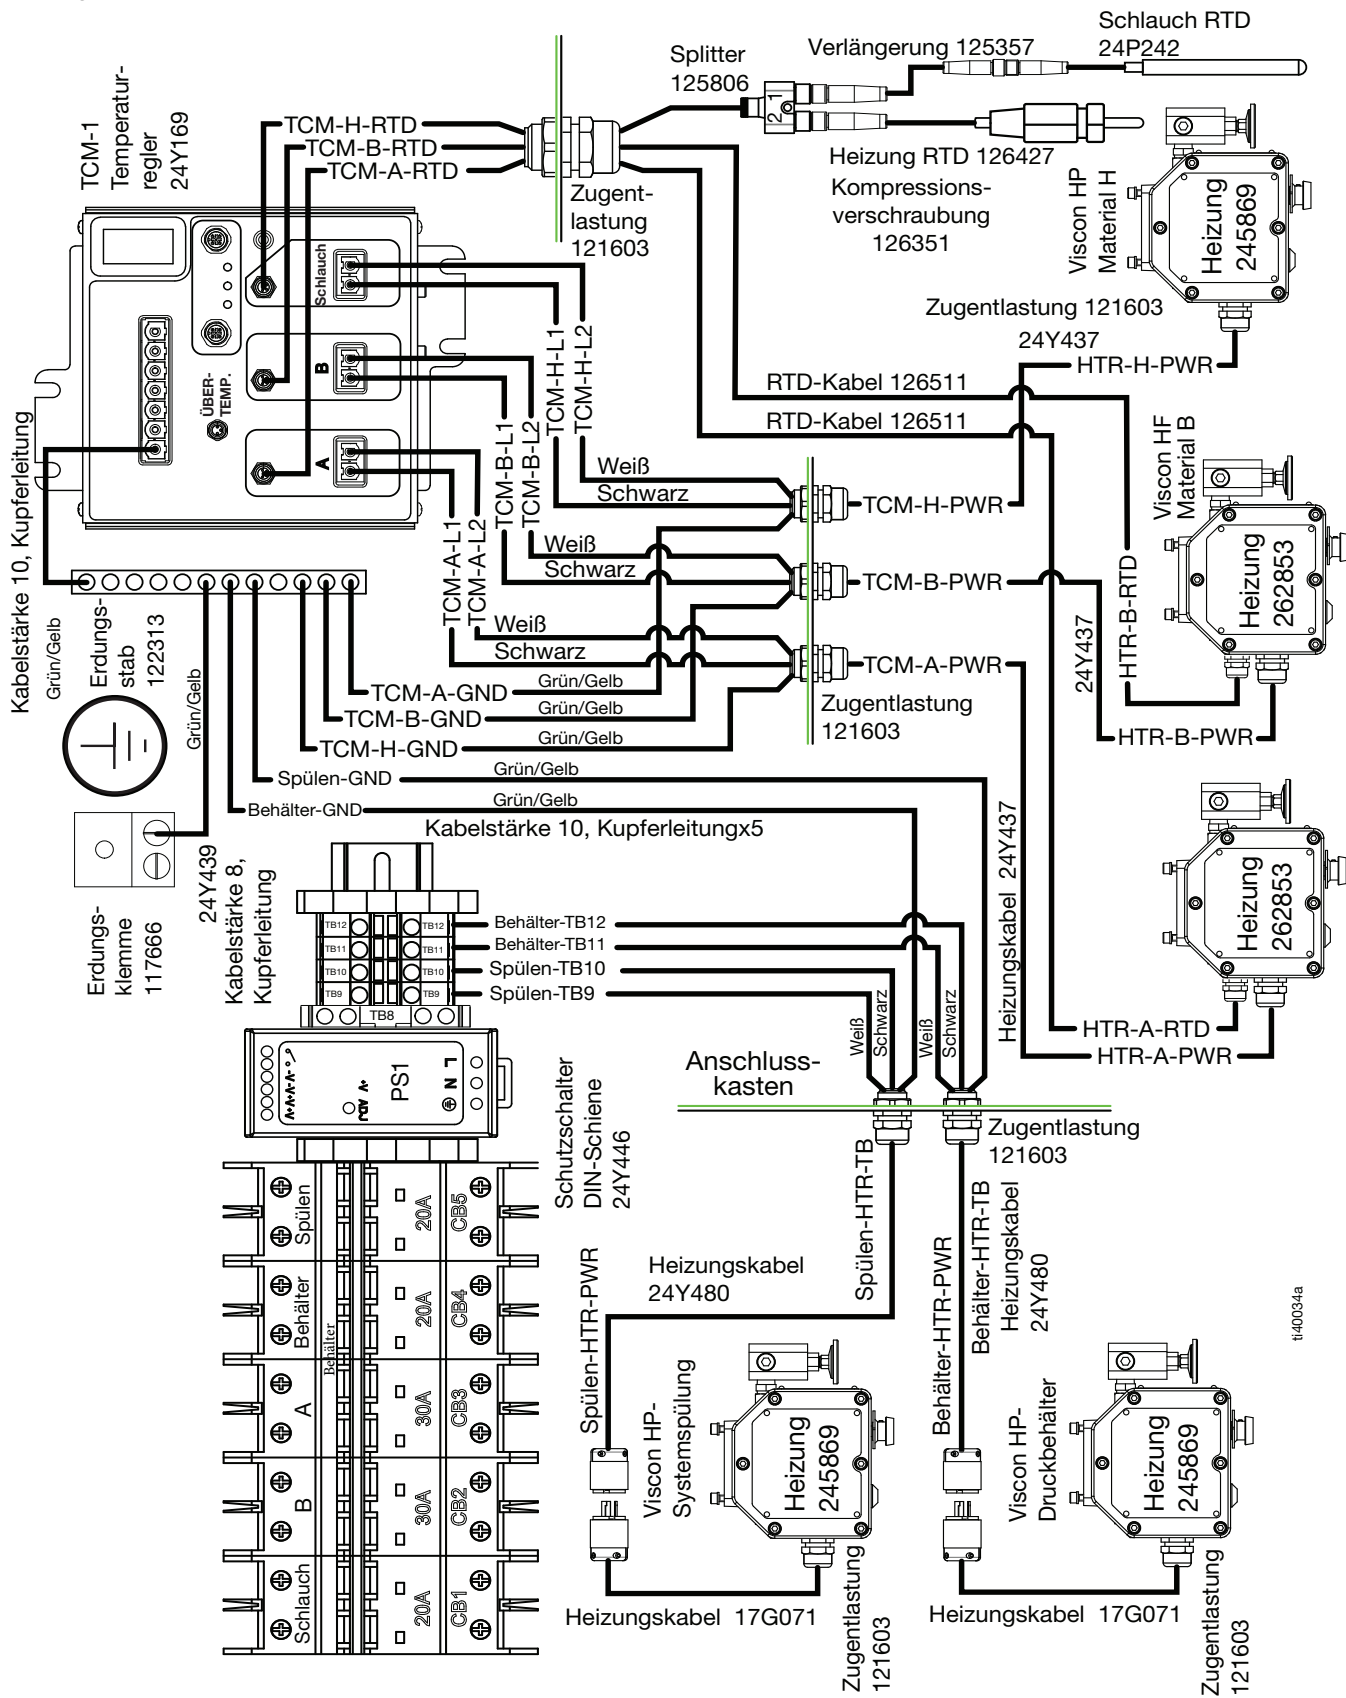 Schlauch RTD
24P242
Verlängerung 125357
Splitter
125806
1
2
TCM-1
Temperatur-
regler
24Y169
TCM-H-RTD
TCM-B-RTD
TCM-A-RTD
Zugent-
lastung
121603
Heizung RTD 126427
Kompressions-
verschraubung
126351
Viscon HP
Material H
Heizung
245869
Zugentlastung 121603
24Y437
HTR-H-PWR
Schlauch
B
A
ÜBER-
TEMP.
TCM-H-L1
TCM-H-L2
TCM-B-L1
TCM-B-L2
TCM-A-L1
TCM-A-L2
RTD-Kabel 126511
RTD-Kabel 126511
Weiß
Schwarz
TCM-H-PWR
Weiß
Schwarz
TCM-B-PWR
Weiß
Schwarz
TCM-A-PWR
Viscon HF
Material B
Heizung
262853
HTR-B-RTD
24Y437
HTR-B-PWR
Kabelstärke 10, Kupferleitung
Grün/Gelb
Erdungs-
stab
122313
Grün/Gelb
TCM-A-GND
Grün/Gelb
TCM-B-GND
Grün/Gelb
TCM-H-GND
Grün/Gelb
Zugentlastung
121603
Spülen-GND
Grün/Gelb
Behälter-GND
Grün/Gelb
Kabelstärke 10, Kupferleitungx5
Erdungs-
klemme
117666
24Y439
Kabelstärke 8,
Kupferleitung
Heizungskabel 24Y437
Heizung
262853
HTR-A-RTD
HTR-A-PWR
TB12
TB12
TB11
TB11
TB10
TB10
TB9
TB9
TB8
Behälter-TB12
Behälter-TB11
Spülen-TB10
Spülen-TB9
Weiß
Schwarz
Weiß
Schwarz
Anschluss-
kasten
V+V+V-V-
+V ADJ
PS1
L
N
Schutzschalter
DIN-Schiene
24Y446
Zugentlastung
121603
Spülen-HTR-TB
Behälter-HTR-TB
Heizungskabel
24Y480
Heizungskabel
24Y480
Spülen-HTR-PWR
Behälter-HTR-PWR
Spülen
20A
CB5
Behälter
20A
CB4
Behälter
A
30A
CB3
B
30A
CB2
Schlauch
20A
CB1
Viscon HP-
Systemspülung
Heizung
245869
Viscon HP-
Druckbehälter
Heizung
245869
Heizungskabel 17G071
Zugentlastung
121603
Heizungskabel 17G071
Zugentlastung
121603
ti40034a